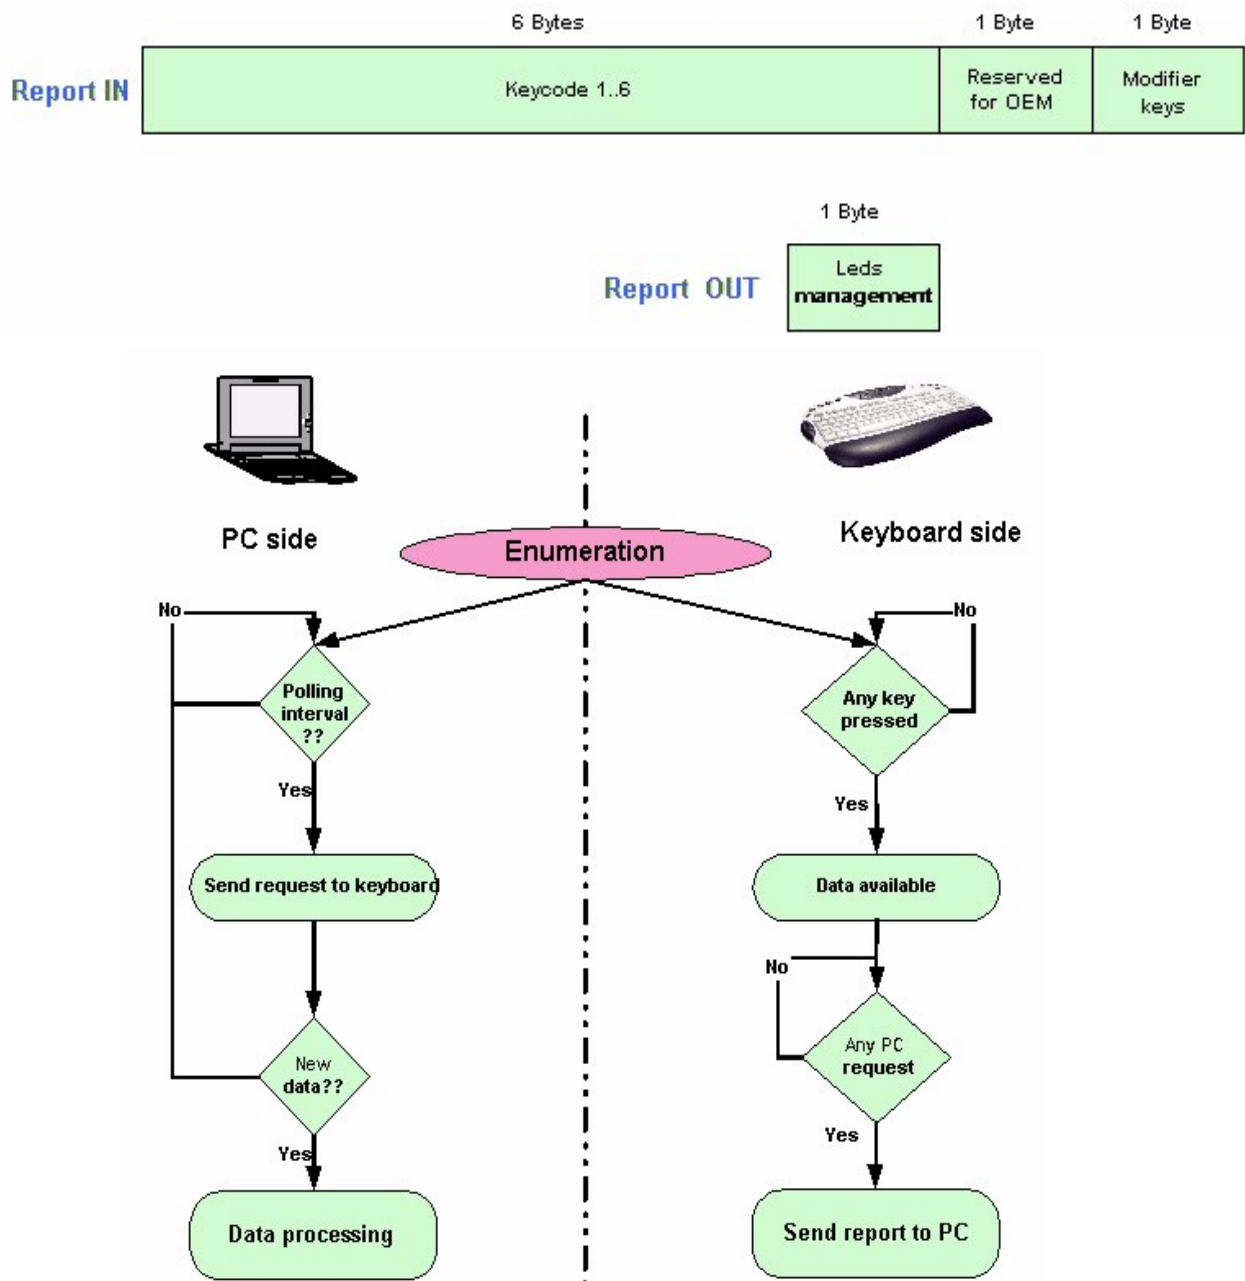 6 Bytes 1 Byte 1 Byte
Report IN
Keycode 1..6
Reserved
for OEM
Modifier
keys
1 Byte
Report OUT
Leds
management
PC side
Keyboard side
Enumeration
No
Polling
interval
??
Yes
Send request to keyboard
New
data??
Yes
Data processing
No
Any key
pressed
Yes
Data available
No
Any PC
request
Yes
Send report to PC